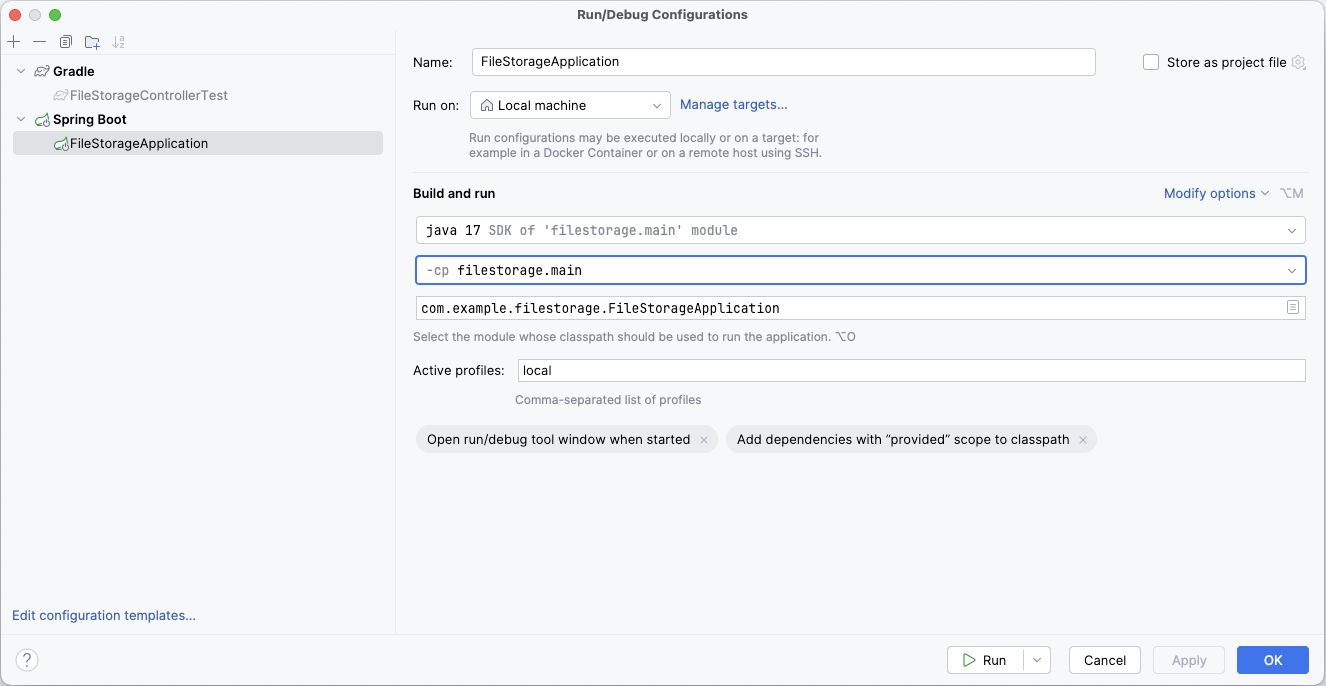 Run/Debug Configurations
Gradle
FileStorageControllerTest
Spring Boot
FileStorageApplication
Edit configuration templates...
Name:
FileStorageApplication
Store as project file
Run on:
Local machine
Manage targets...
Run configurations may be executed locally or on a target: for
example in a Docker Container or on a remote host using SSH.
Build and run
Modify options
⌥M
java 17 SDK of 'filestorage.main' module
-cp filestorage.main
com.example.filestorage.FileStorageApplication
Select the module whose classpath should be used to run the application. ⌥O
Active profiles:
local
Comma-separated list of profiles
Open run/debug tool window when started ×
Add dependencies with “provided” scope to classpath ×
?
Run
Cancel
Apply
OK